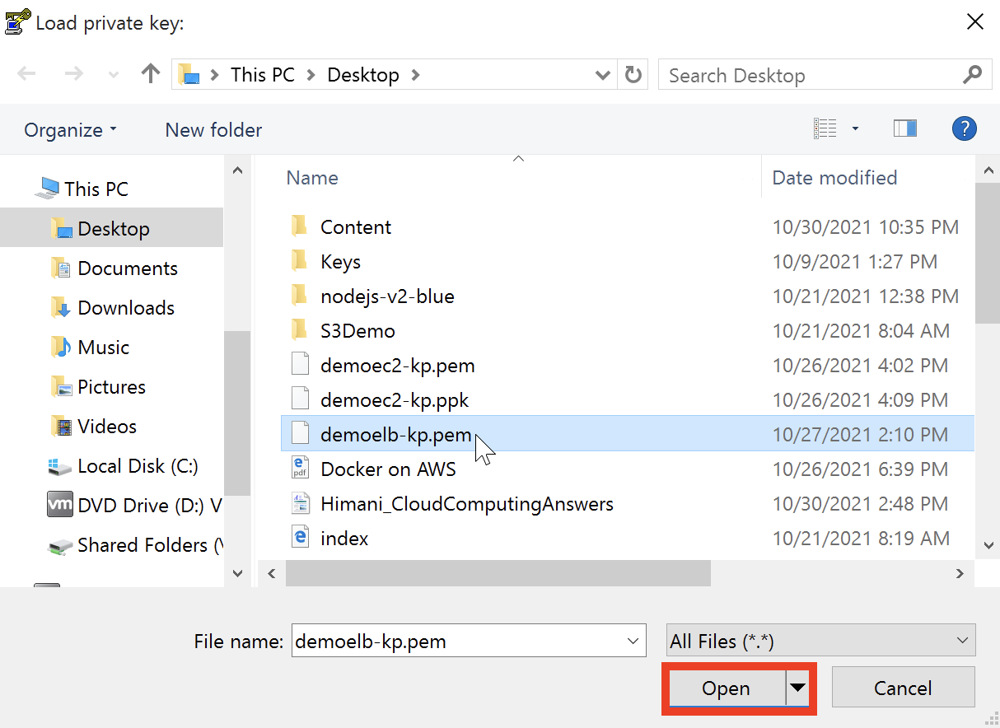 Load private key:
This PC
Desktop
Search Desktop
Organize
New folder
?
This PC
Desktop
Documents
Downloads
Music
Pictures
Videos
Local Disk (C:)
vm DVD Drive (D:) V
Shared Folders (
Name Date modified
Content 10/30/2021 10:35 PM
Keys 10/9/2021 1:27 PM
nodejs-v2-blue 10/21/2021 12:38 PM
S3Demo 10/21/2021 8:04 AM
demoec2-kp.pem 10/26/2021 4:02 PM
demoec2-kp.ppk 10/26/2021 4:09 PM
demoelb-kp.pem 10/27/2021 2:10 PM
pdf Docker on AWS 10/26/2021 6:39 PM
Himani_CloudComputingAnswers 10/30/2021 2:48 PM
index 10/21/2021 8:19 AM
File name: demoelb-kp.pem
All Files (*.*)
Open
Cancel